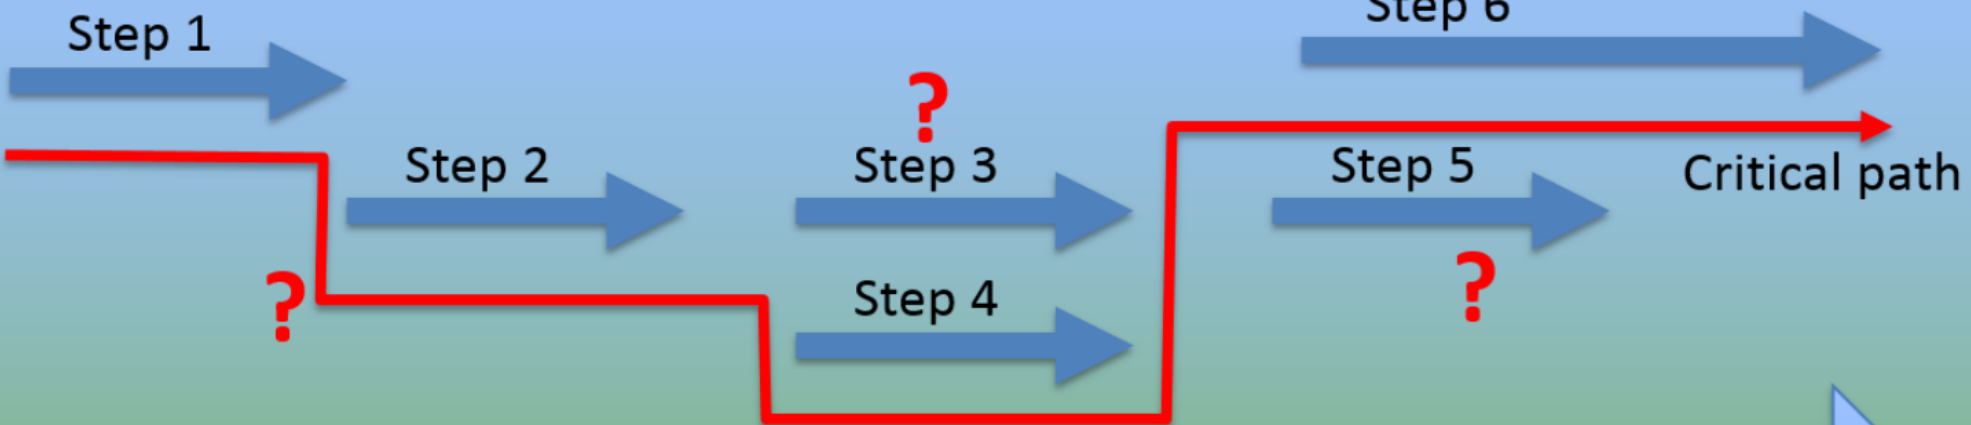 Step 1
Step 6
?
Step 2
Step 3
Step 5
Critical path
?
Step 4
?